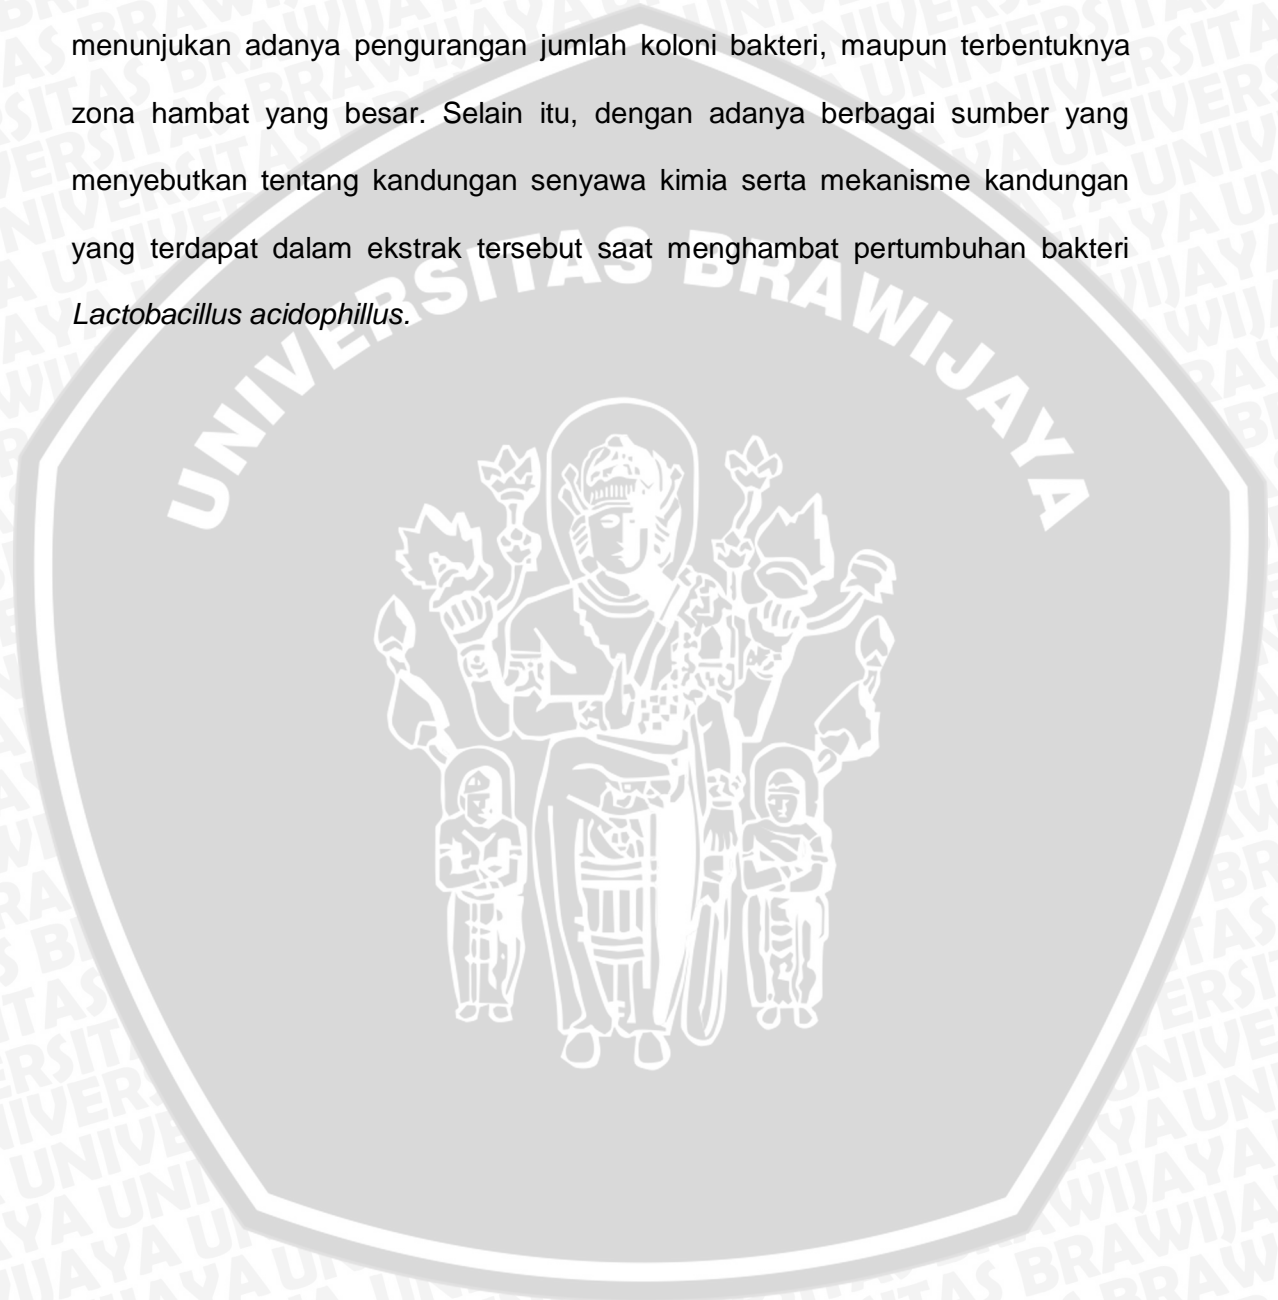 menunjukan adanya pengurangan jumlah koloni bakteri, maupun terbentuknya
zona hambat yang besar. Selain itu, dengan adanya berbagai sumber yang
menyebutkan tentang kandungan senyawa kimia serta mekanisme kandungan
yang terdapat dalam ekstrak tersebut saat menghambat pertumbuhan bakteri
Lactobacillus acidophillus.
UNIVERSITAS BRAWIJAYA